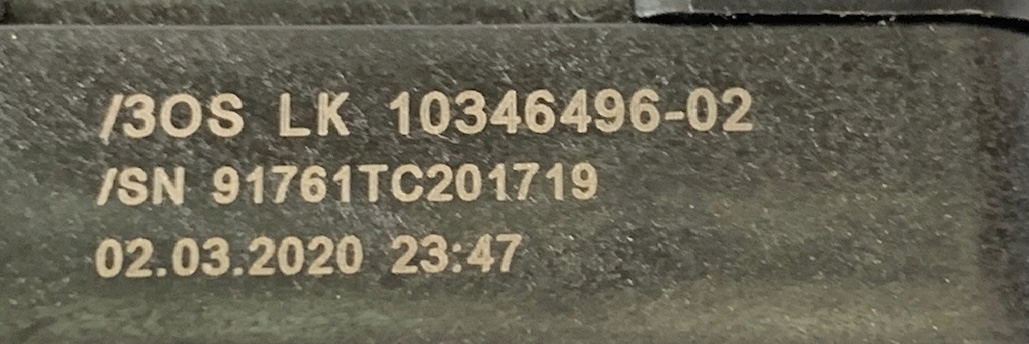 /3OS LK 10346496-02
/SN 91761TC201719
02.03.2020 23:47